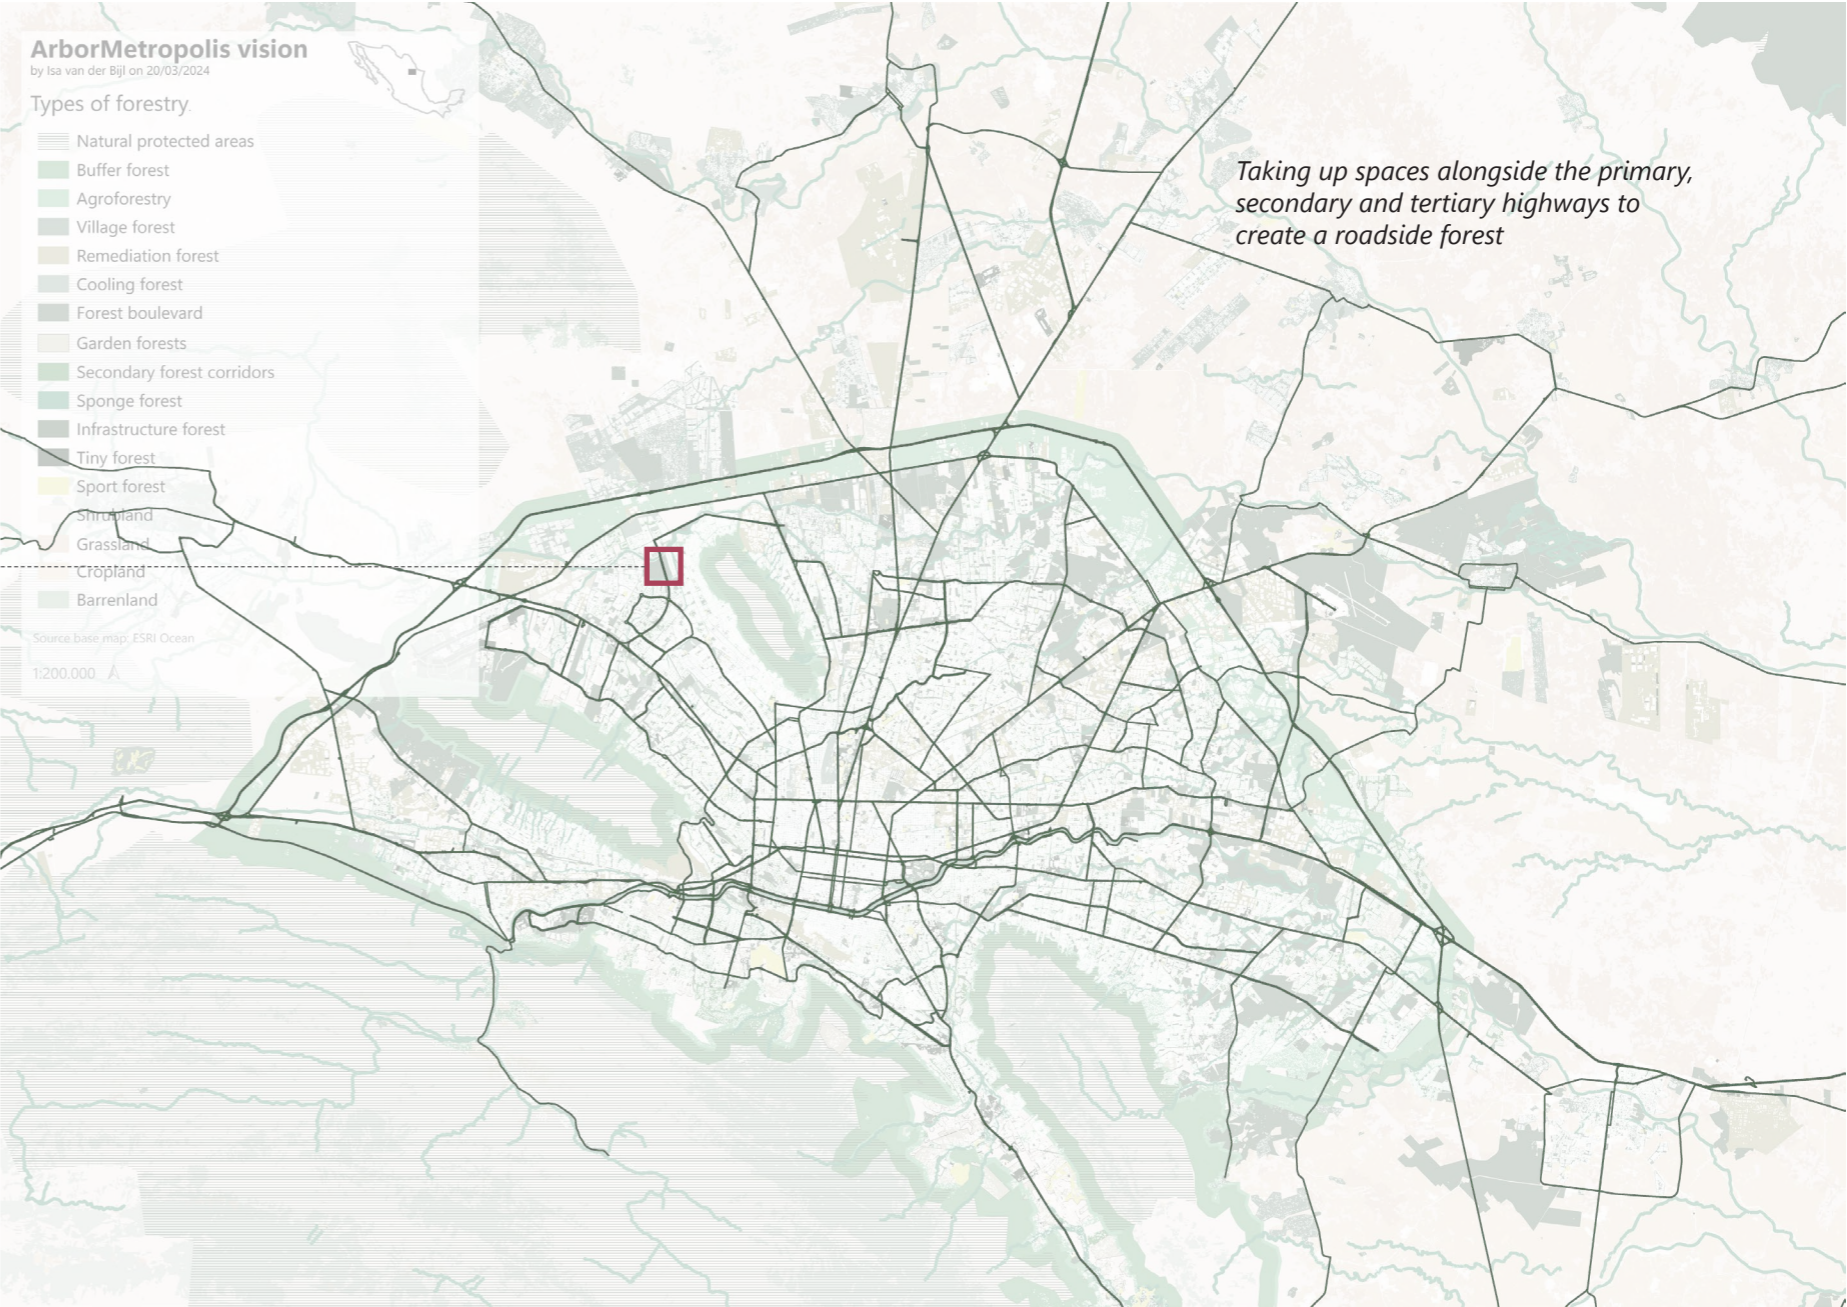 ArborMetropolis vision
by Isa van der Bijl on 20/03/2024
Types of forestry
Natural protected areas
Buffer forest
Agroforestry
Village forest
Remediation forest
Cooling forest
Forest boulevard
Garden forests
Secondary forest corridors
Sponge forest
Infrastructure forest
Tiny forest
Sport forest
Shrubland
Grassland
Cropland
Barrenland
Source base map: ESRI Ocean
1:200.000
Taking up spaces alongside the primary,
secondary and tertiary highways to
create a roadside forest